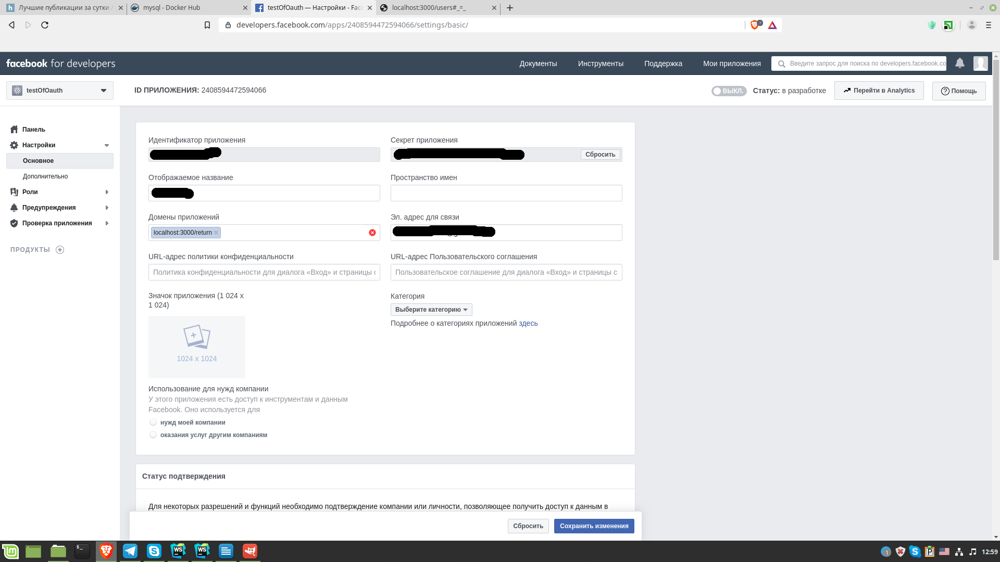 Лучшие публикации за сутки /
mysql - Docker Hub
testOfOauth — Настройки - Face
localhost:3000/users#_=_
developers.facebook.com/apps/2408594472594066/settings/basic/
7
facebook for developers
Документы
Инструменты
Поддержка
Мои приложения
Введите запрос для поиска по developers.facebook.co
testOfOauth
ID ПРИЛОЖЕНИЯ: 2408594472594066
ВЫКЛ.
Статус: в разработке
Перейти в Analytics
Помощь
Панель
Настройки
Основное
Дополнительно
Роли
Предупреждения
Проверка приложения
ПРОДУКТЫ
Идентификатор приложения
Секрет приложения
Сбросить
Отображаемое название
Пространство имен
Домены приложений
Эл. адрес для связи
localhost:3000/return
URL-адрес политики конфиденциальности
URL-адрес Пользовательского соглашения
Политика конфиденциальности для диалога «Вход» и страницы с
Пользовательское соглашение для диалога «Вход» и страницы с
Значок приложения (1 024 x
1 024)
Категория
Выберите категорию
Подробнее о категориях приложений здесь
1024 x 1024
Использование для нужд компании
У этого приложения есть доступ к инструментам и данным
Facebook. Оно используется для
нужд моей компании
оказания услуг другим компаниям
Статус подтверждения
Для некоторых разрешений и функций необходимо подтверждение компании или личности, позволяющее получить доступ к данным в
Сбросить
Сохранить изменения
WS
WS
1
12:59